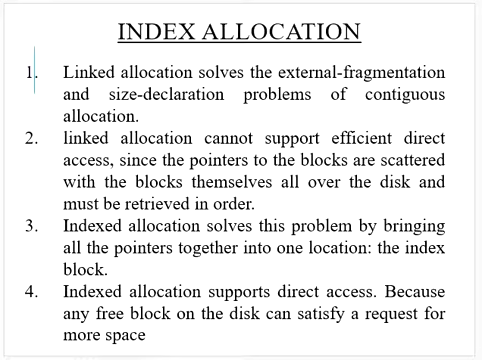 INDEX ALLOCATION
1. Linked allocation solves the external-fragmentation
and size-declaration problems of contiguous
allocation.
2. linked allocation cannot support efficient direct
access, since the pointers to the blocks are scattered
with the blocks themselves all over the disk and
must be retrieved in order.
3. Indexed allocation solves this problem by bringing
all the pointers together into one location: the index
block.
4. Indexed allocation supports direct access. Because
any free block on the disk can satisfy a request for
more space